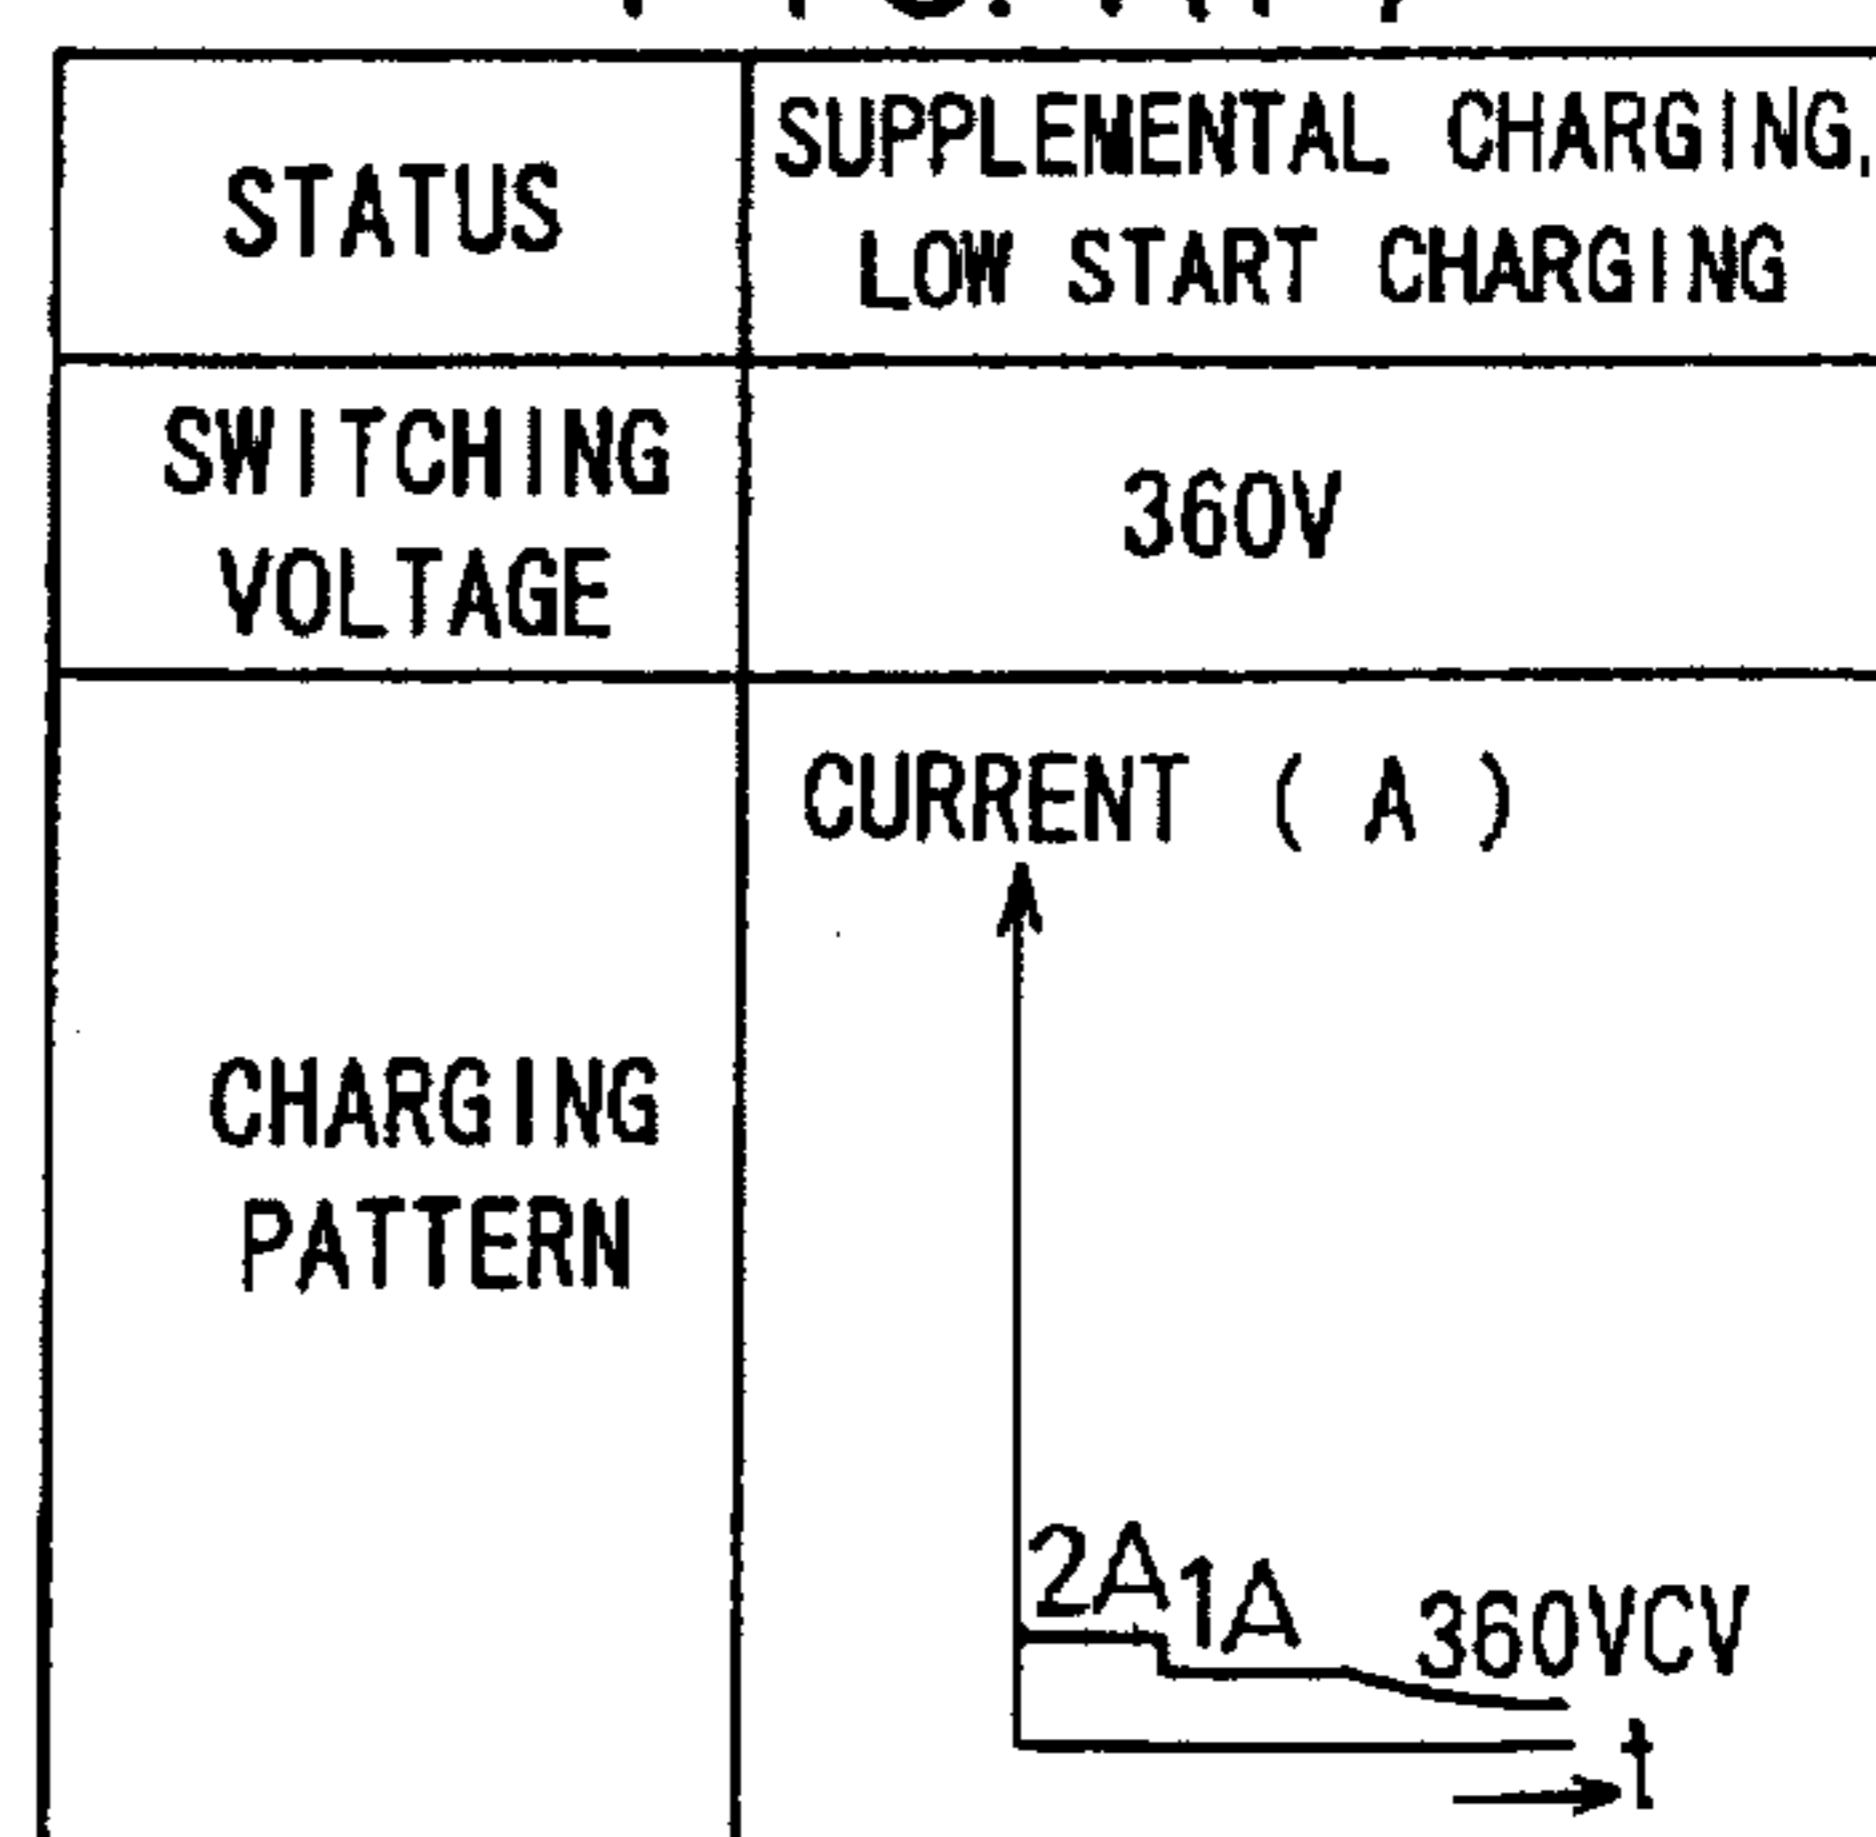 STATUS
SUPPLEMENTAL CHARGING,
LOW START CHARGING
SWITCHING
VOLTAGE
360V
CHARGING
PATTERN
CURRENT ( A )
2A
1A
360VCV
t